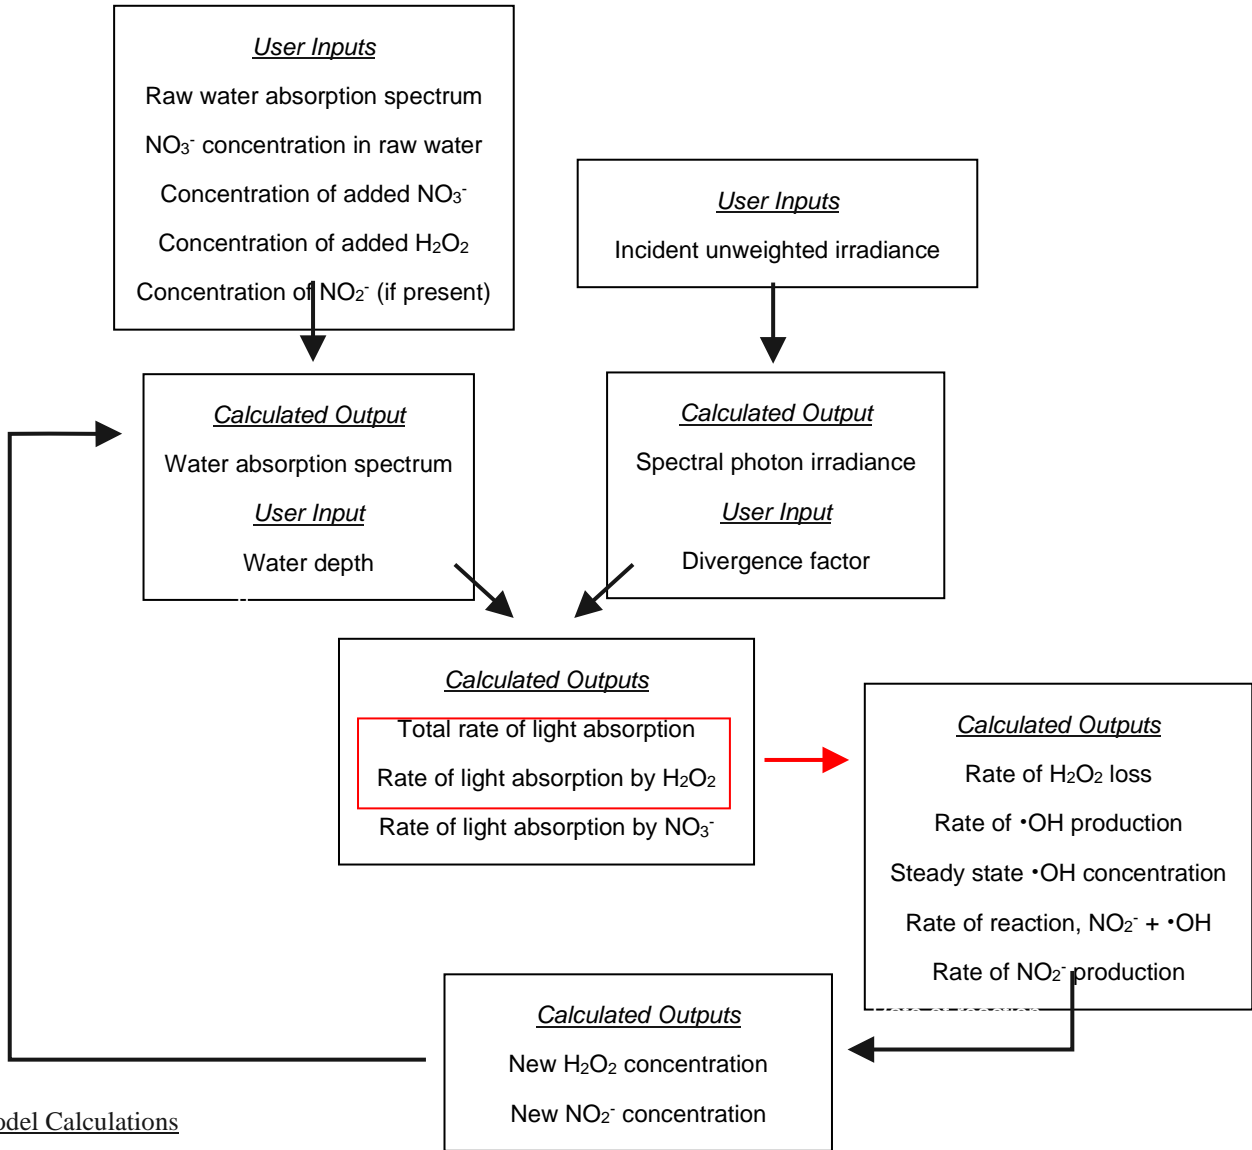 User Inputs
Raw water absorption spectrum
NO₃⁻ concentration in raw water
Concentration of added NO₃⁻
Concentration of added H₂O₂
Concentration of NO₂⁻ (if present)
User Inputs
Incident unweighted irradiance
Calculated Output
Water absorption spectrum
User Input
Water depth
Calculated Output
Spectral photon irradiance
User Input
Divergence factor
Calculated Outputs
Total rate of light absorption
Rate of light absorption by H₂O₂
Rate of light absorption by NO₃⁻
Calculated Outputs
Rate of H₂O₂ loss
Rate of •OH production
Steady state •OH concentration
Rate of reaction, NO₂⁻ + •OH
Rate of NO₂⁻ production
Calculated Outputs
New H₂O₂ concentration
New NO₂⁻ concentration
odel Calculations